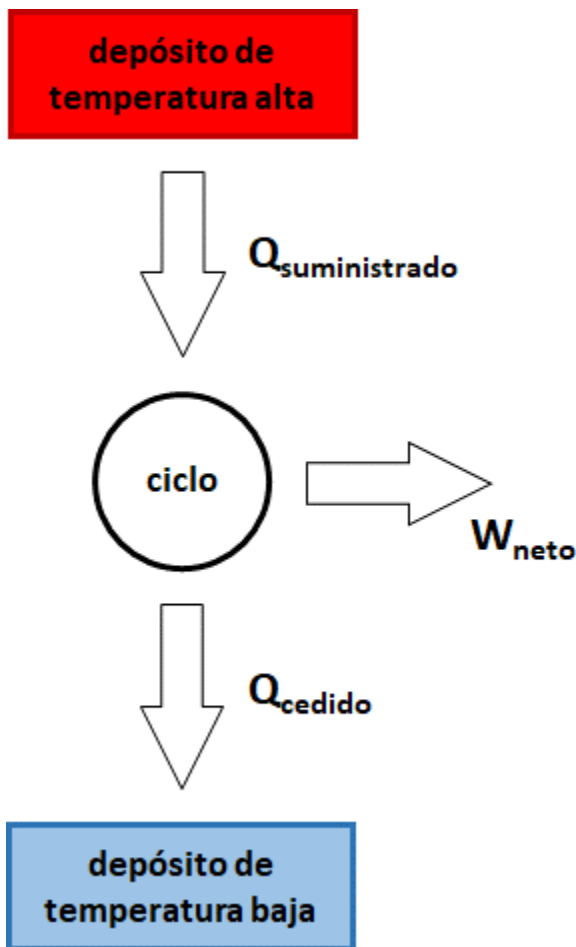 depósito de
temperatura alta
Qsuministrado
ciclo
Wneto
Qcedido
depósito de
temperatura baja